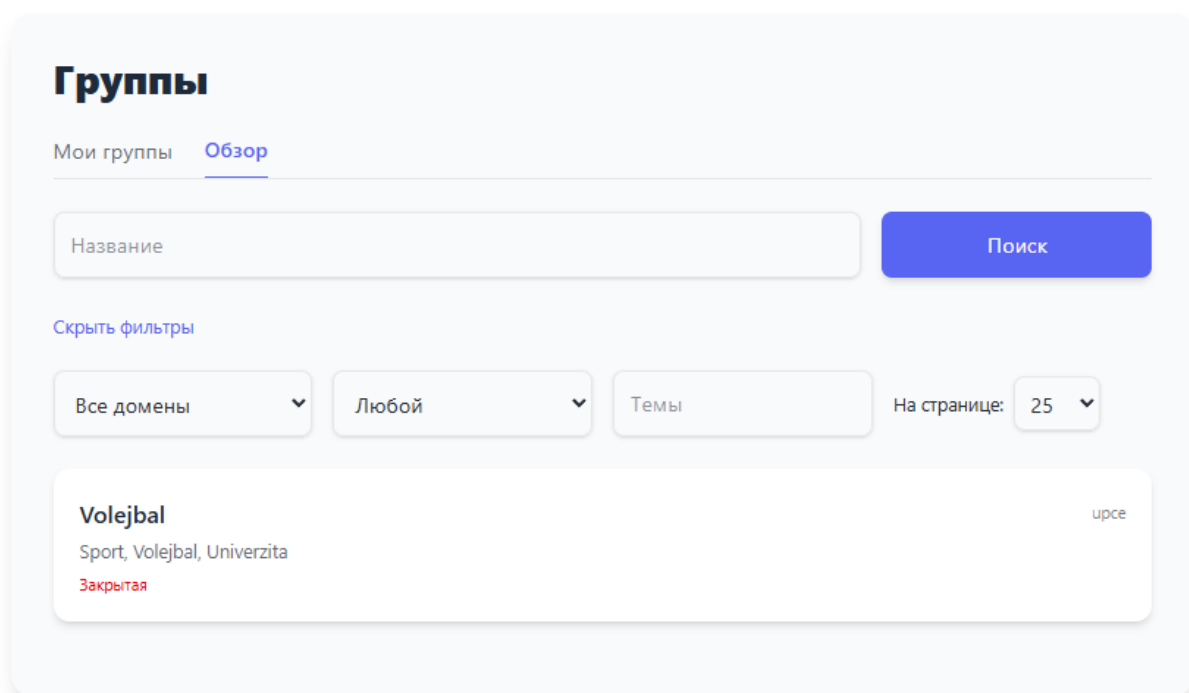 Группы
Мои группы Обзор
Название Поиск
Скрыть фильтры
Все домены Любой Темы На странице: 25
Volejbal upce
Sport, Volejbal, Univerzita
Закрытая